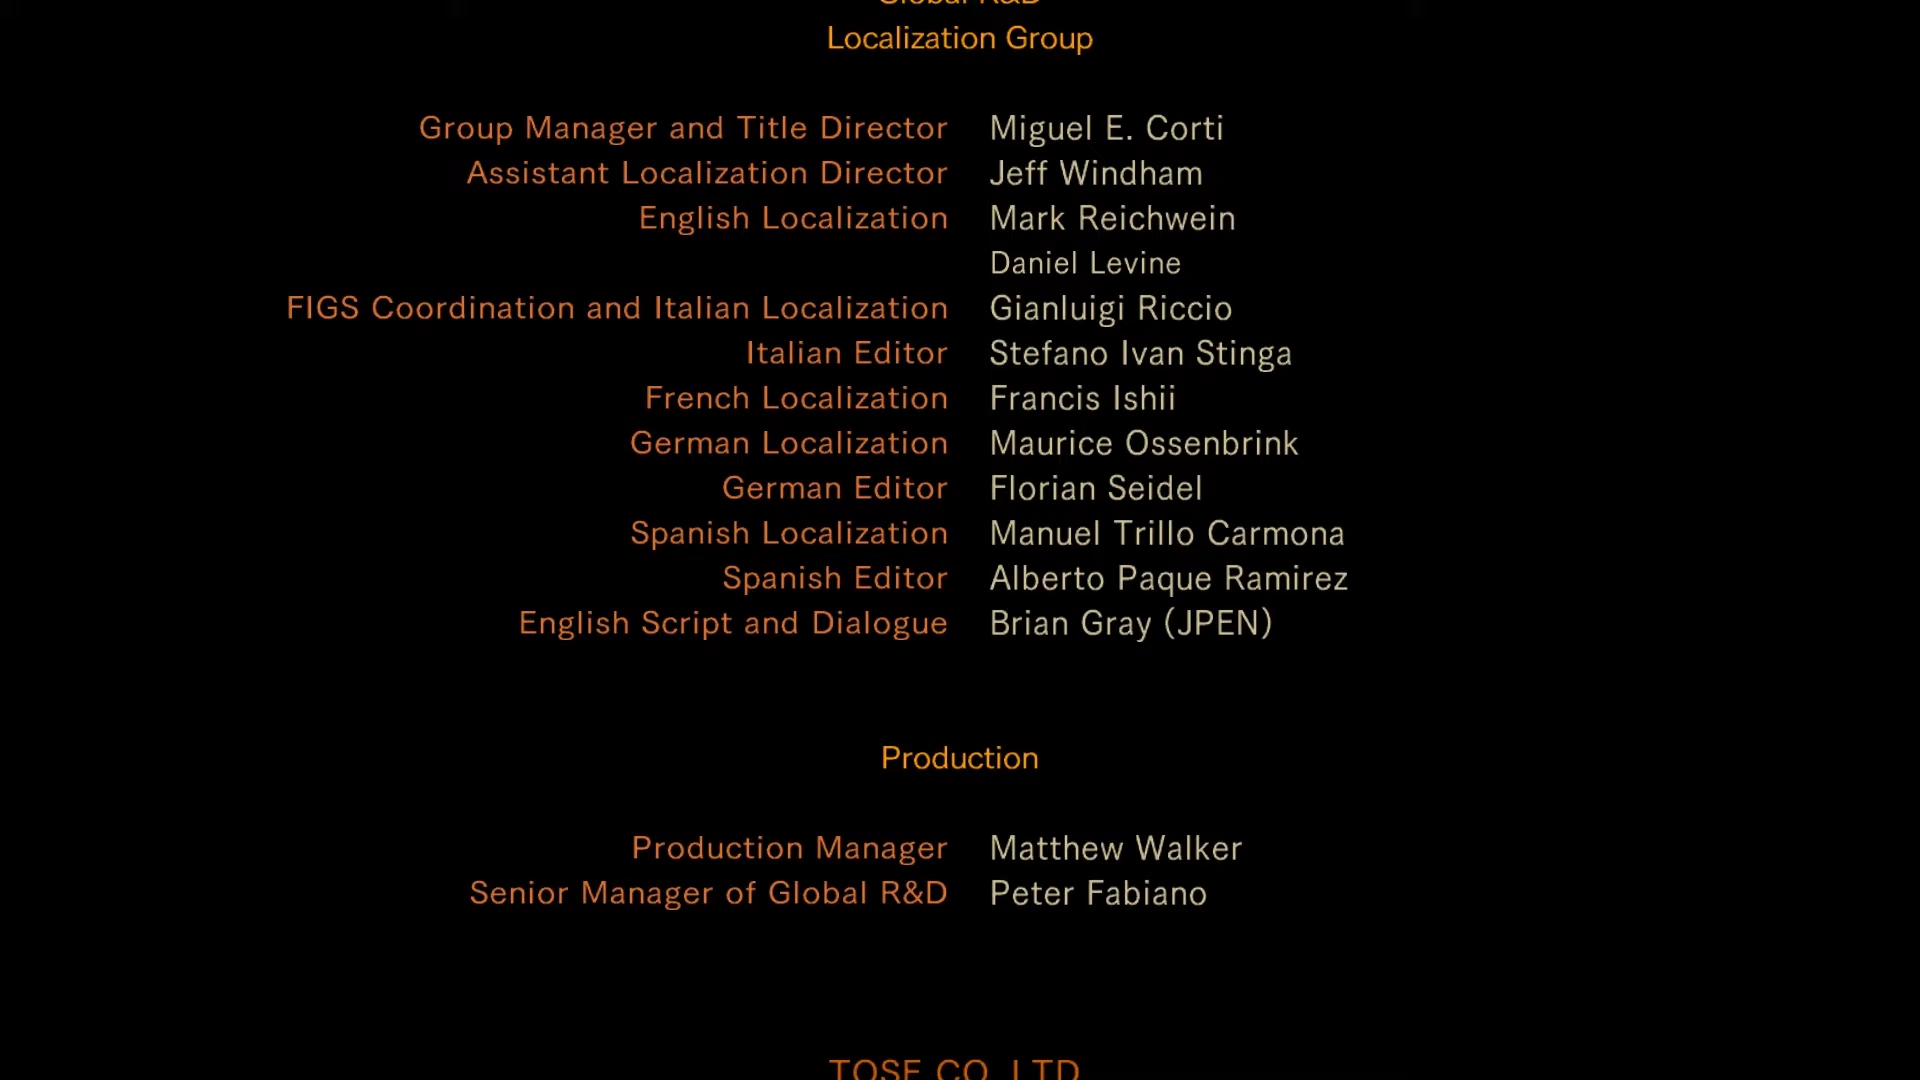 Global R&D
Localization Group
Group Manager and Title Director Miguel E. Corti
Assistant Localization Director Jeff Windham
English Localization Mark Reichwein
Daniel Levine
FIGS Coordination and Italian Localization Gianluigi Riccio
Italian Editor Stefano Ivan Stinga
French Localization Francis Ishii
German Localization Maurice Ossenbrink
German Editor Florian Seidel
Spanish Localization Manuel Trillo Carmona
Spanish Editor Alberto Paque Ramirez
English Script and Dialogue Brian Gray (JPEN)
Production
Production Manager Matthew Walker
Senior Manager of Global R&D Peter Fabiano
TOSE CO.,LTD